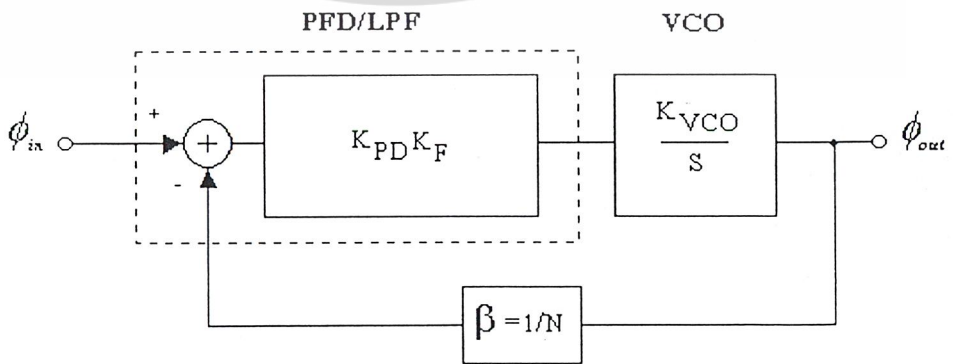 PFD/LPF
VCO
ϕin
+
+
-
KPDKF
KVCO
S
ϕout
β=1/N